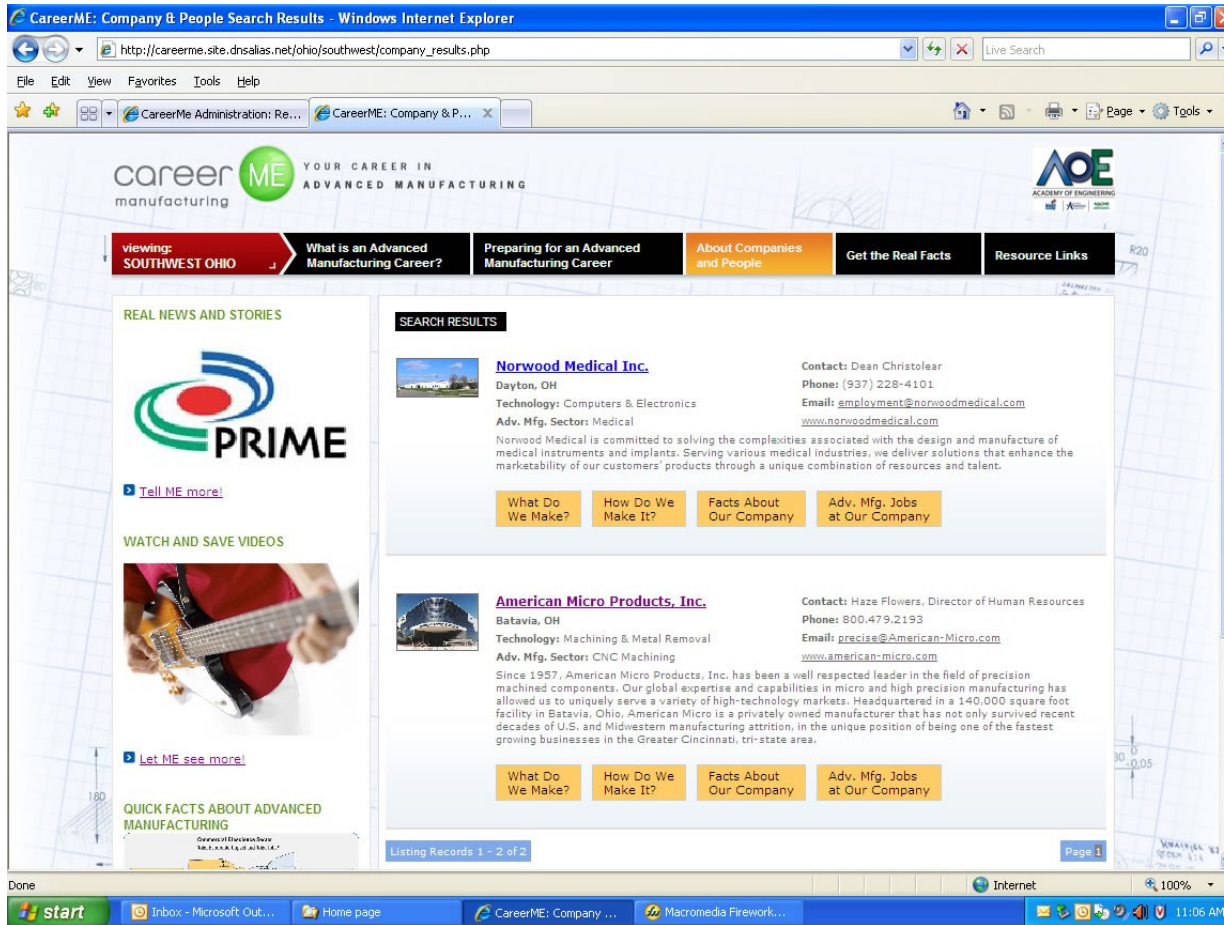 CareerME: Company & People Search Results - Windows Internet Explorer
http://careerme.site.dnsalias.net/ohio/southwest/company_results.php
Live Search
File Edit View Favorites Tools Help
CareerMe Administration: Re...
CareerME: Company & P...
Page
Tools
career ME
manufacturing
YOUR CAREER IN
ADVANCED MANUFACTURING
AOE
ACADEMY OF ENGINEERING
viewing:
SOUTHWEST OHIO
What is an Advanced
Manufacturing Career?
Preparing for an Advanced
Manufacturing Career
About Companies
and People
Get the Real Facts
Resource Links
R20
80
REAL NEWS AND STORIES
PRIME
Tell ME more!
WATCH AND SAVE VIDEOS
Let ME see more!
180
QUICK FACTS ABOUT ADVANCED
MANUFACTURING
SEARCH RESULTS
Norwood Medical Inc.
Dayton, OH
Technology: Computers & Electronics
Adv. Mfg. Sector: Medical
Contact: Dean Christolear
Phone: (937) 228-4101
Email: employment@norwoodmedical.com
www.norwoodmedical.com
Norwood Medical is committed to solving the complexities associated with the design and manufacture of
medical instruments and implants. Serving various medical industries, we deliver solutions that enhance the
marketability of our customers' products through a unique combination of resources and talent.
What Do
We Make?
How Do We
Make It?
Facts About
Our Company
Adv. Mfg. Jobs
at Our Company
American Micro Products, Inc.
Batavia, OH
Technology: Machining & Metal Removal
Adv. Mfg. Sector: CNC Machining
Contact: Haze Flowers, Director of Human Resources
Phone: 800.479.2193
Email: precise@American-Micro.com
www.american-micro.com
Since 1957, American Micro Products, Inc. has been a well respected leader in the field of precision
machined components. Our global expertise and capabilities in micro and high precision manufacturing has
allowed us to uniquely serve a variety of high-technology markets. Headquartered in a 140,000 square foot
facility in Batavia, Ohio, American Micro is a privately owned manufacturer that has not only survived recent
decades of U.S. and Midwestern manufacturing attrition, in the unique position of being one of the fastest
growing businesses in the Greater Cincinnati, tri-state area.
What Do
We Make?
How Do We
Make It?
Facts About
Our Company
Adv. Mfg. Jobs
at Our Company
Listing Records 1 - 2 of 2
Page 1
Done
Internet
100%
start
Inbox - Microsoft Out...
Home page
CareerME: Company ...
Macromedia Firework...
11:06 AM